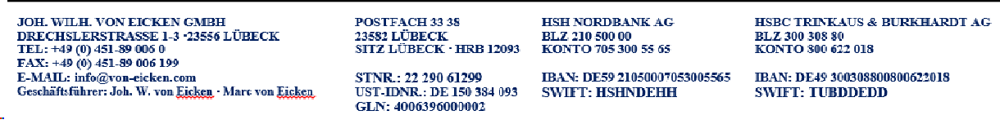 JOH. WILH. VON EICKEN GMBH
DRECHSLERSTRASSE 1-3 ·23556 LÜBECK
TEL: +49 (0) 451-89 006 0
FAX: +49 (0) 451-89 006 199
E-MAIL: info@von-eicken.com
Geschäftsführer: Joh. W. von Eicken · Marc von Eicken
POSTFACH 33 38
23582 LÜBECK
SITZ LÜBECK · HRB 12093
STNR.: 22 290 61299
UST-IDNR.: DE 150 384 093
GLN: 4006396000002
HSH NORDBANK AG
BLZ 210 500 00
KONTO 705 300 55 65
IBAN: DE59 21050007053005565
SWIFT: HSHNDEHH
HSBC TRINKAUS & BURKHARDT AG
BLZ 300 308 80
KONTO 800 622 018
IBAN: DE49 300308800800622018
SWIFT: TUBDDEDD